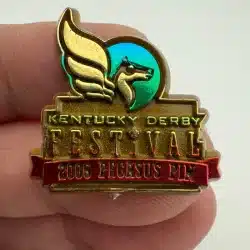 KENTUCKY DERBY
FESTIVAL
2006 PEGASUS PIN